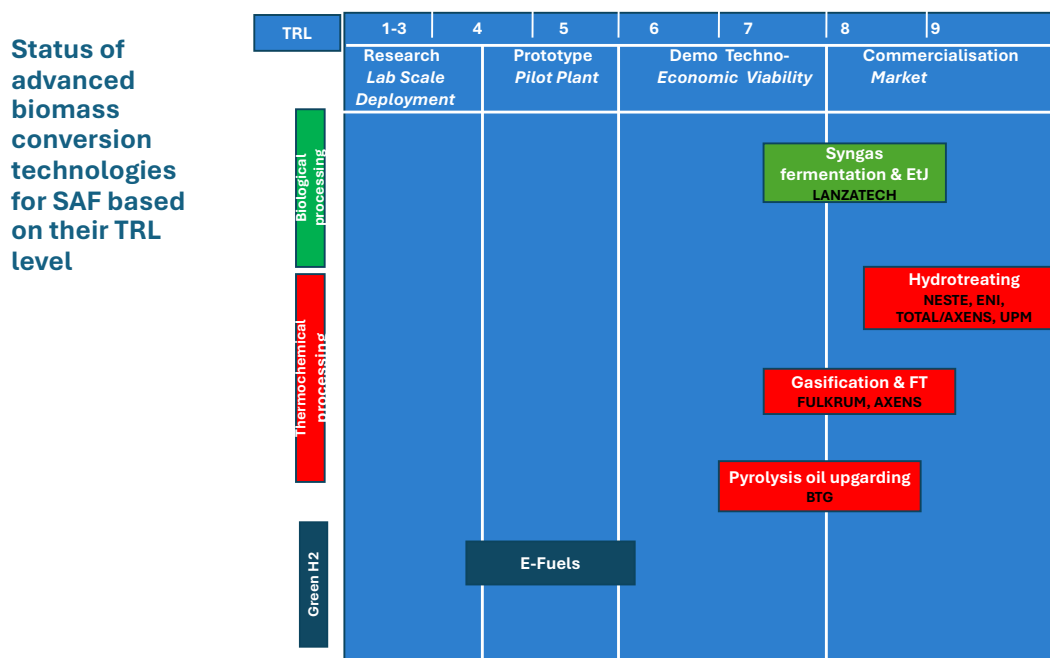 Status of
advanced
biomass
conversion
technologies
for SAF based
on their TRL
level
TRL
1-3 4 5 6 7 8 9
Research
Lab Scale
Deployment
Prototype
Pilot Plant
Demo Techno-
Economic Viability
Commercialisation
Market
Biological
processing
Syngas
fermentation & EtJ
LANZATECH
Thermochemical
processing
Hydrotreating
NESTE, ENI,
TOTAL/AXENS, UPM
Gasification & FT
FULKRUM, AXENS
Pyrolysis oil upgarding
BTG
Green H2
E-Fuels